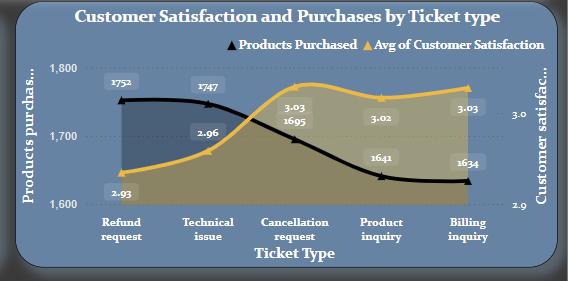 Customer Satisfaction and Purchases by Ticket type
Products Purchased Avg of Customer Satisfaction
Products purchas...
1,800
1,700
1,600
1752
1747
1695
1641
1634
2.93
2.96
3.03
3.02
3.03
3.0
2.9
Customer satisfac...
Refund
request
Technical
issue
Cancellation
request
Product
inquiry
Billing
inquiry
Ticket Type